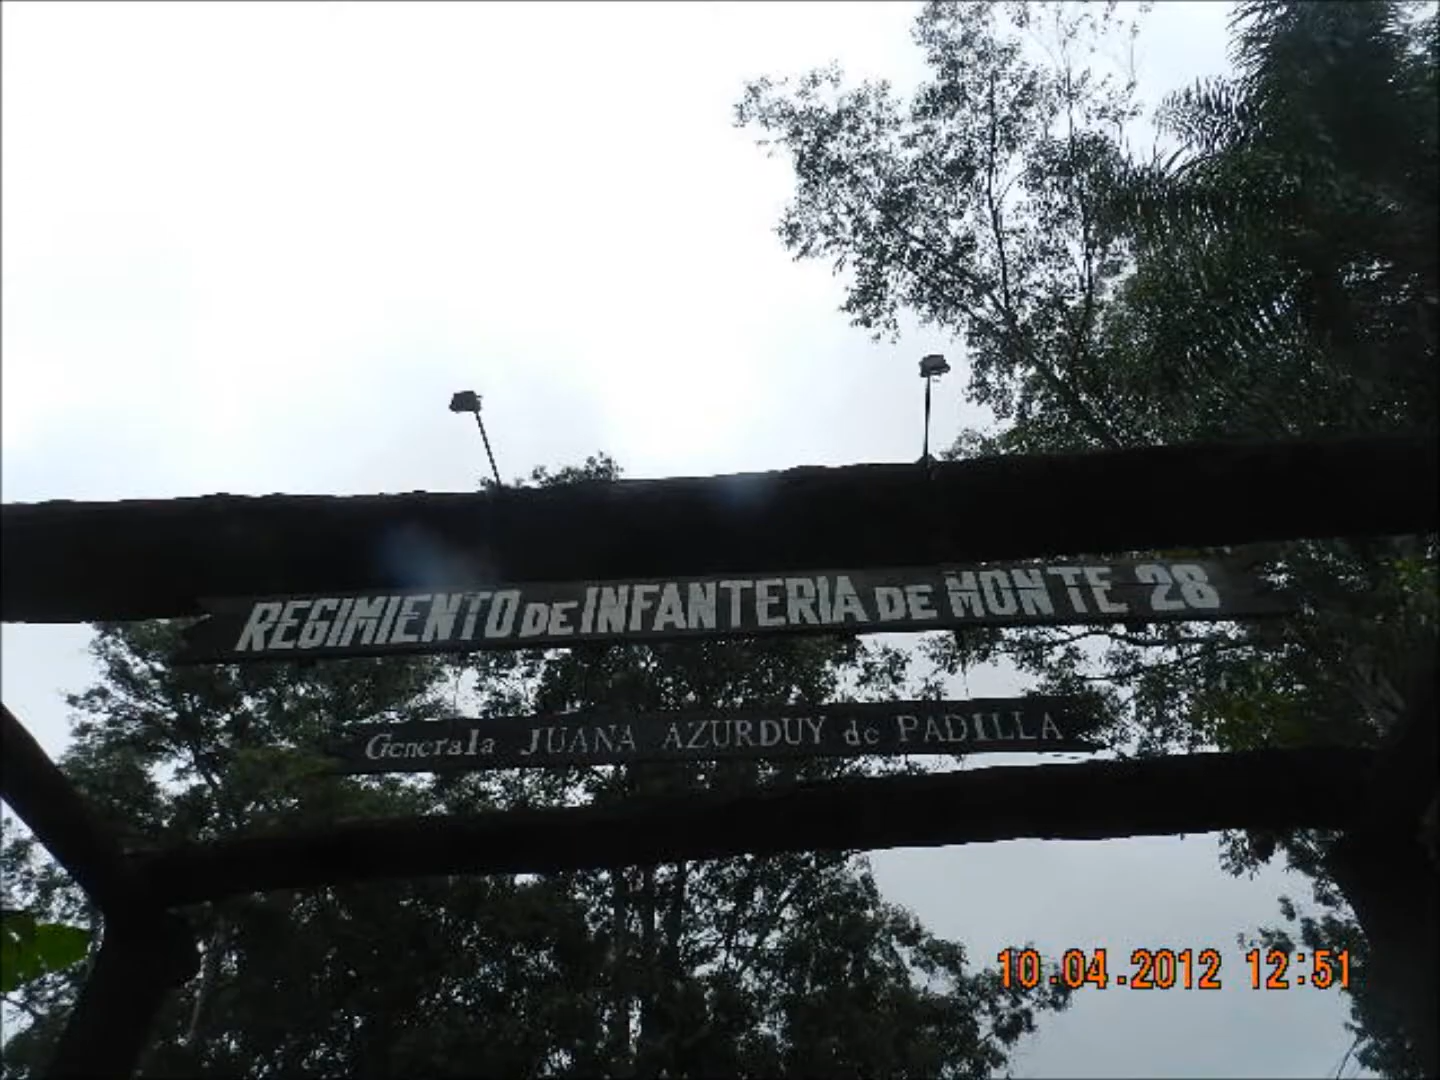 REGIMIENTO DE INFANTERIA DE MONTE 28
Generala JUANA AZURDUY de PADILLA
10.04.2012 12:51